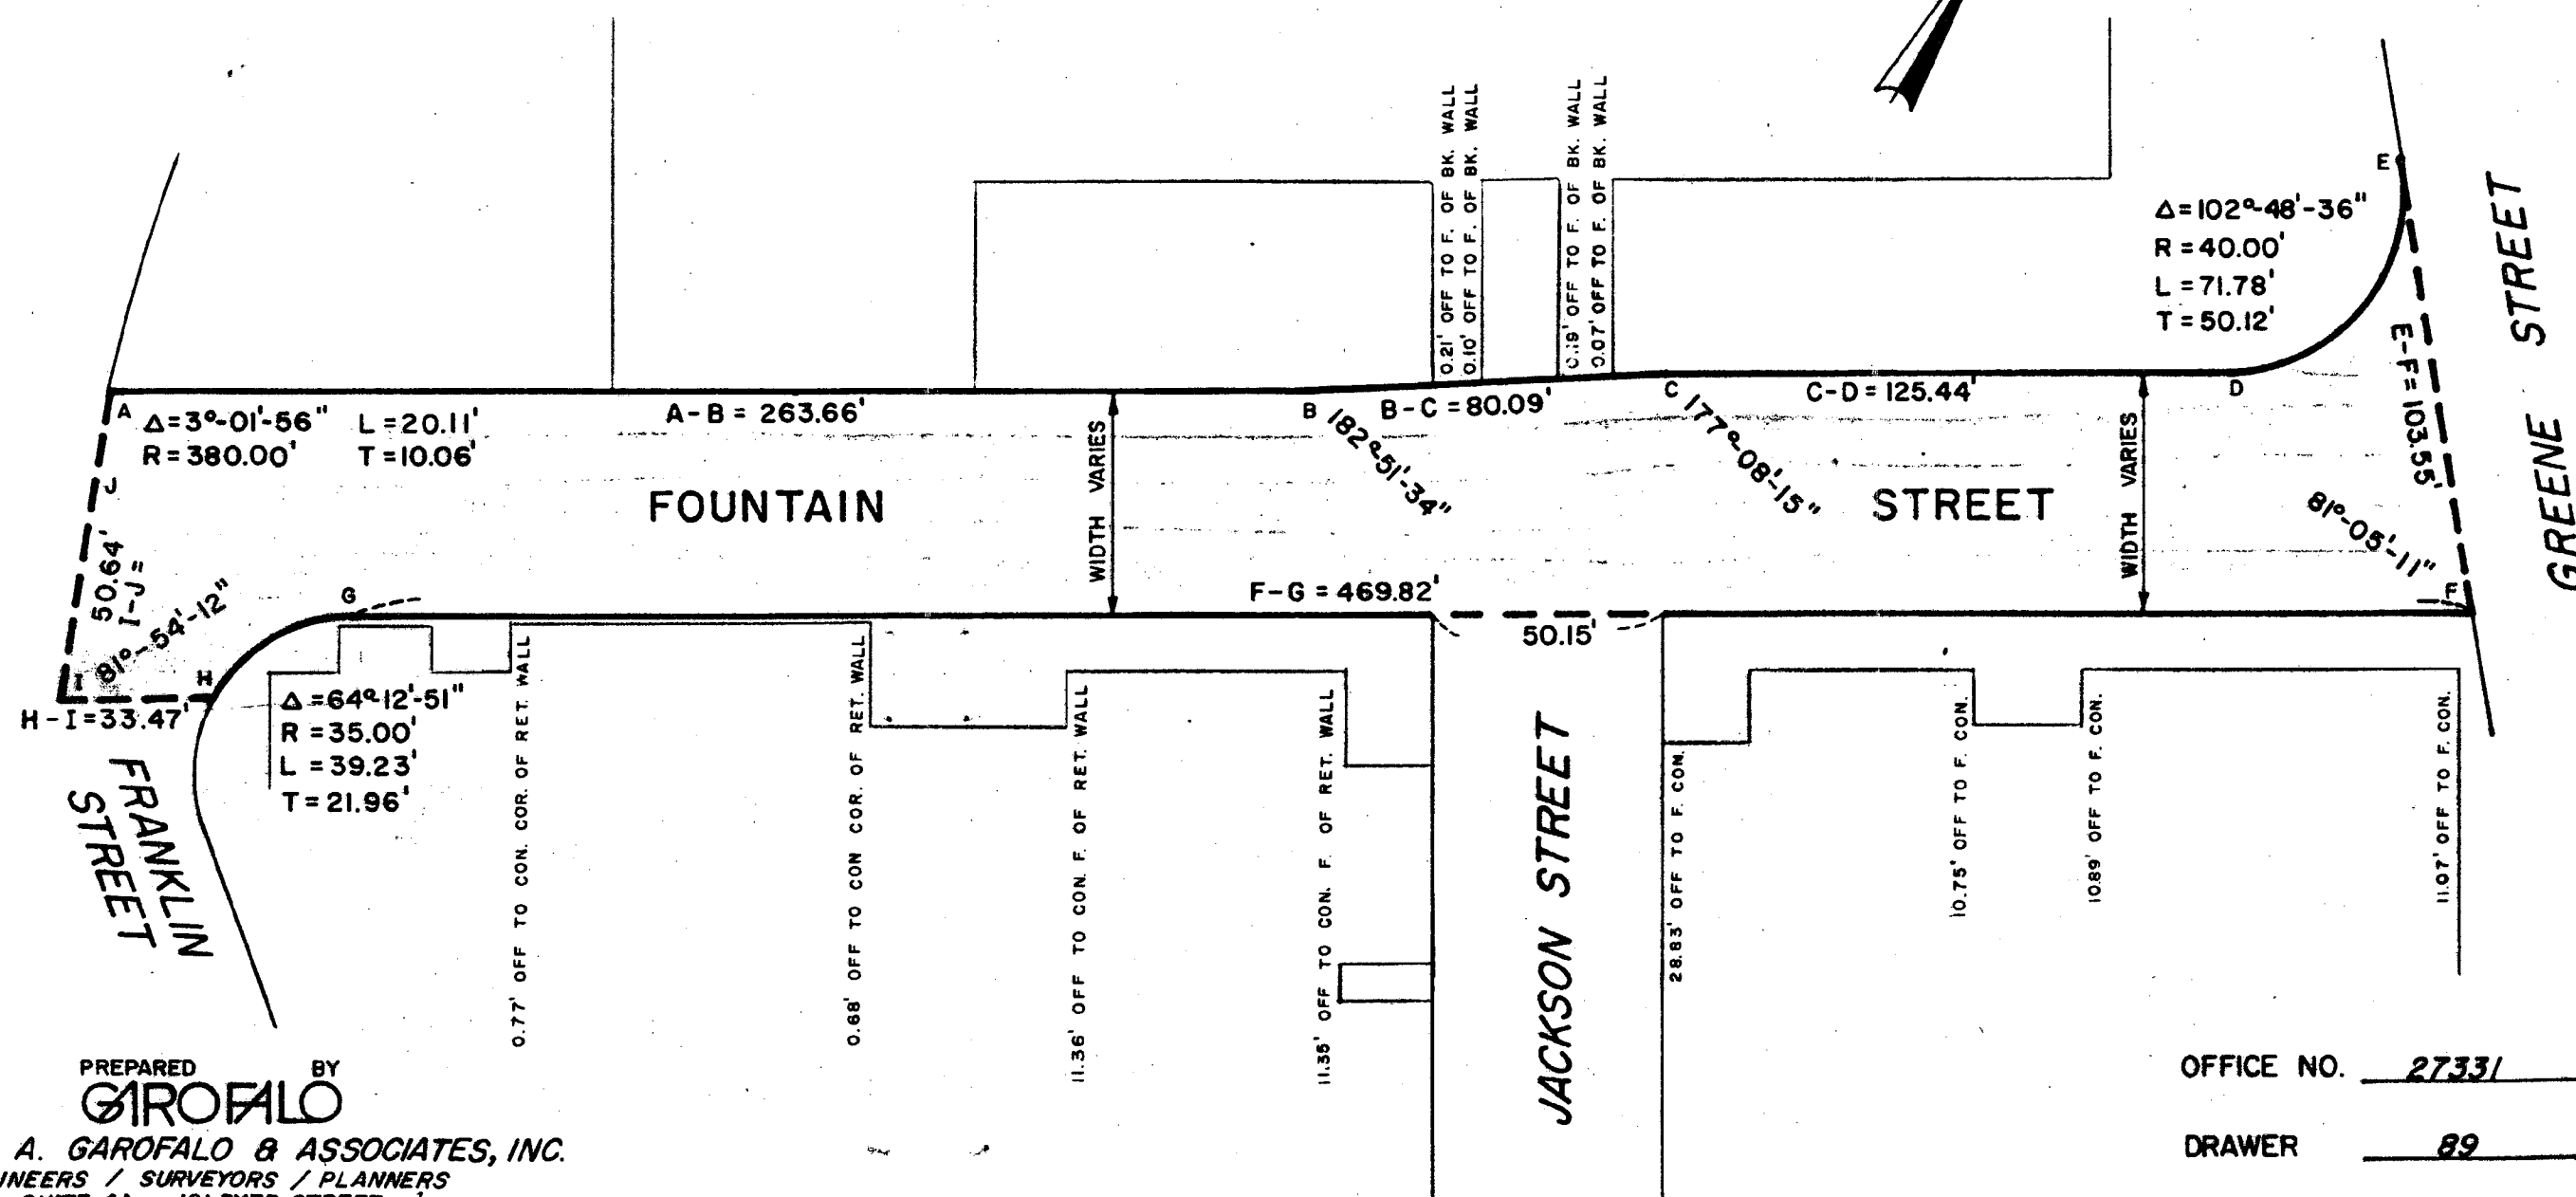 0.21' OFF TO F. OF BK. WALL
0.10' OFF TO F. OF BK. WALL
0.19' OFF TO F. OF BK. WALL
0.07' OFF TO F. OF BK. WALL
E
Δ=102°-48'-36"
R=40.00'
L=71.78'
T=50.12'
E-F=103.55'
GREENE STREET
A
Δ=3°-01'-56" L=20.11'
R=380.00' T=10.06'
A-B = 263.66'
B
182°-51'-34"
B-C=80.09'
C
177°-08'-15"
C-D=125.44'
D
J
50.64'
I-J=
81°-54'-12"
FOUNTAIN
WIDTH VARIES
STREET
WIDTH VARIES
81°-05'-11"
F
G
F-G = 469.82'
50.15'
I
H
H-I=33.47'
Δ=64°-12'-51"
R=35.00'
L=39.23'
T=21.96'
FRANKLIN
STREET
0.77' OFF TO CON. COR. OF RET. WALL
0.68' OFF TO CON COR. OF RET. WALL
11.36' OFF TO CON. F. OF RET. WALL
11.35' OFF TO CON. F. OF RET. WALL
JACKSON STREET
28.83' OFF TO F. CON.
10.75' OFF TO F. CON.
10.89' OFF TO F. CON.
11.07' OFF TO F. CON.
PREPARED BY
GAROFALO
A. GAROFALO & ASSOCIATES, INC.
INEERS / SURVEYORS / PLANNERS
OFFICE NO. 27331
DRAWER 89